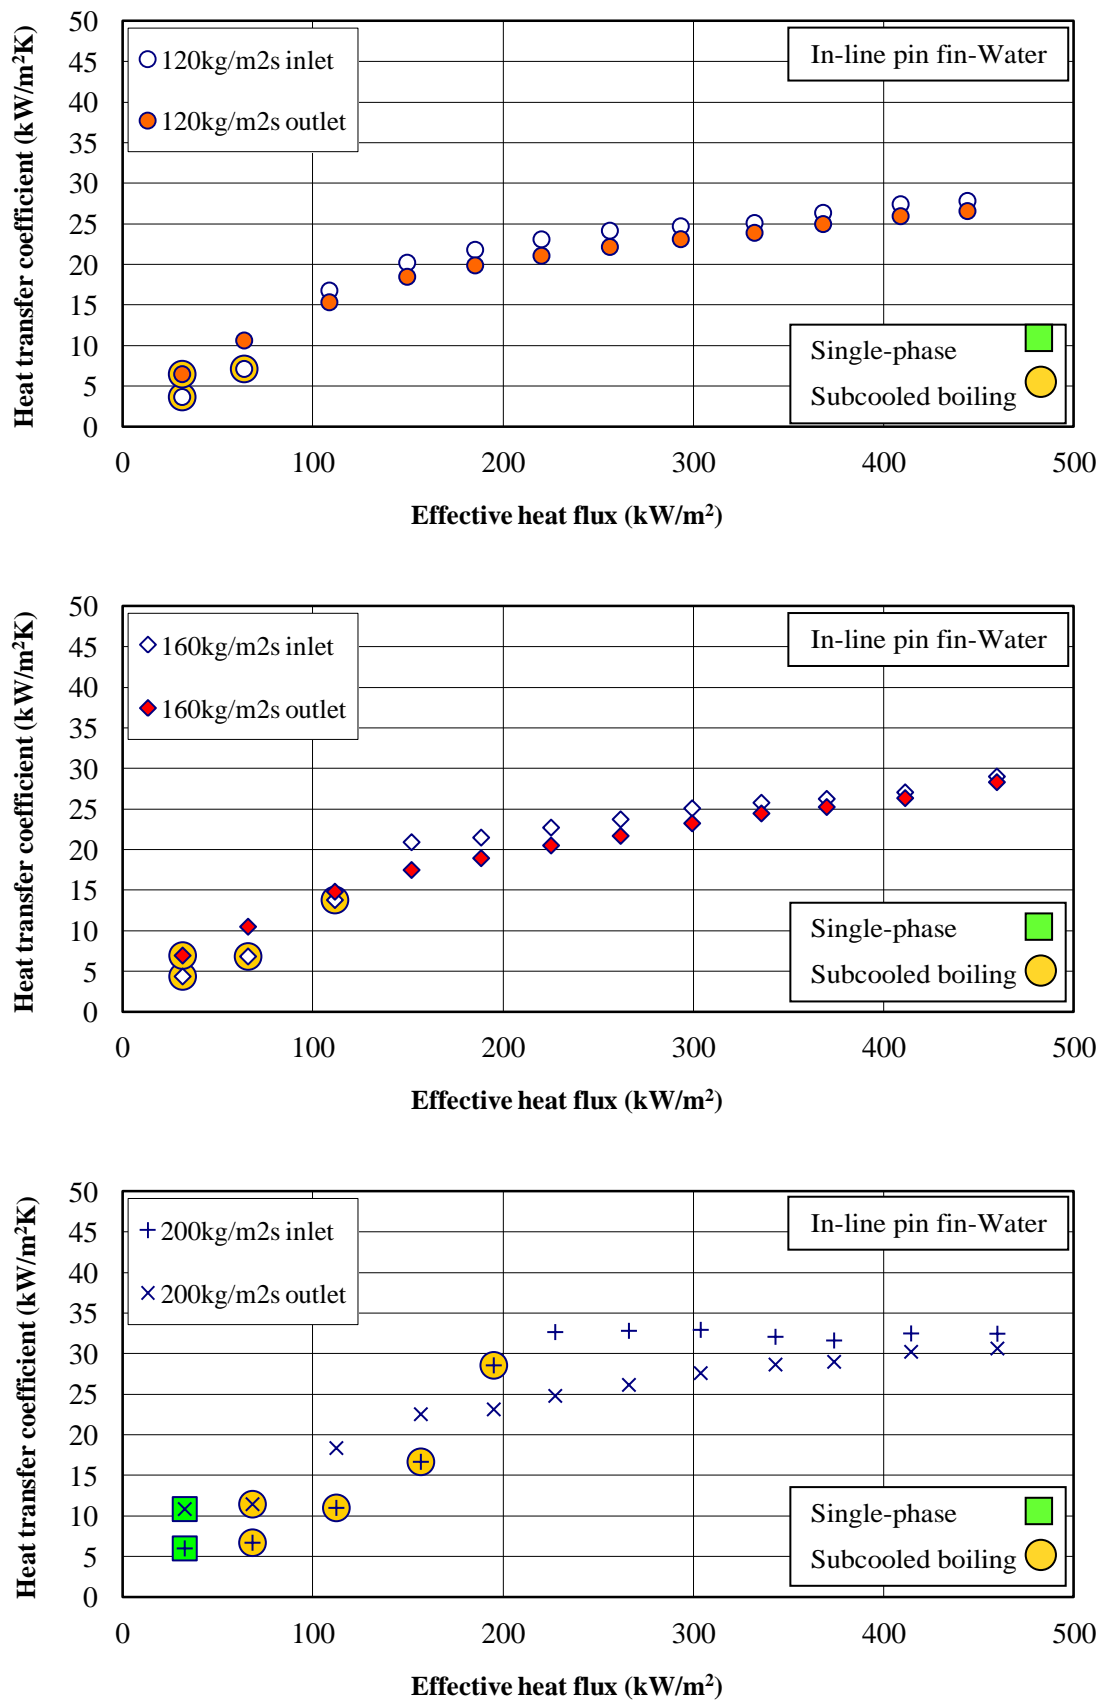 Heat transfer coefficient (kW/m²K)
50
45
40
35
30
25
20
15
10
5
0
120kg/m2s inlet
120kg/m2s outlet
In-line pin fin-Water
Single-phase
Subcooled boiling
0 100 200 300 400 500
Effective heat flux (kW/m²)
Heat transfer coefficient (kW/m²K)
50
45
40
35
30
25
20
15
10
5
0
160kg/m2s inlet
160kg/m2s outlet
In-line pin fin-Water
Single-phase
Subcooled boiling
0 100 200 300 400 500
Effective heat flux (kW/m²)
Heat transfer coefficient (kW/m²K)
50
45
40
35
30
25
20
15
10
5
0
200kg/m2s inlet
200kg/m2s outlet
In-line pin fin-Water
Single-phase
Subcooled boiling
0 100 200 300 400 500
Effective heat flux (kW/m²)